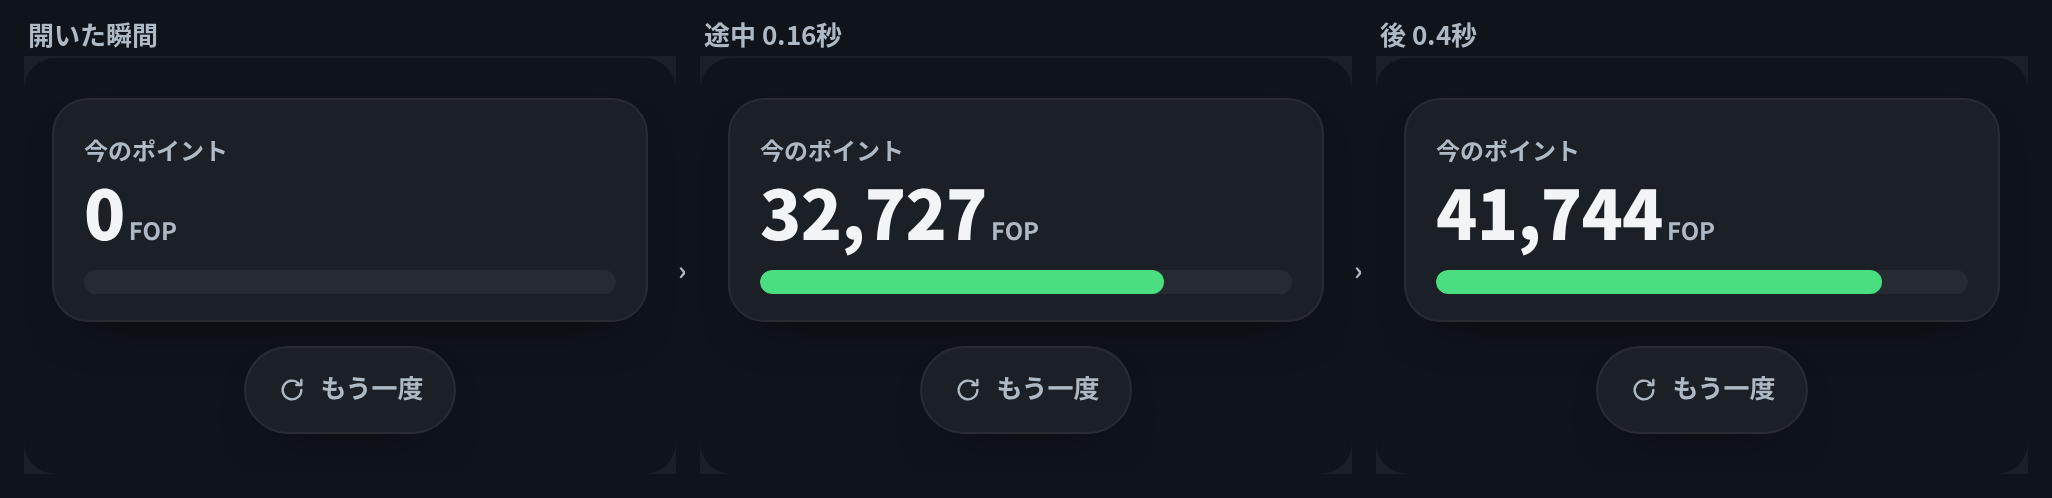 開いた瞬間
今のポイント
0 FOP
もう一度
›
途中 0.16秒
今のポイント
32,727 FOP
もう一度
›
後 0.4秒
今のポイント
41,744 FOP
もう一度